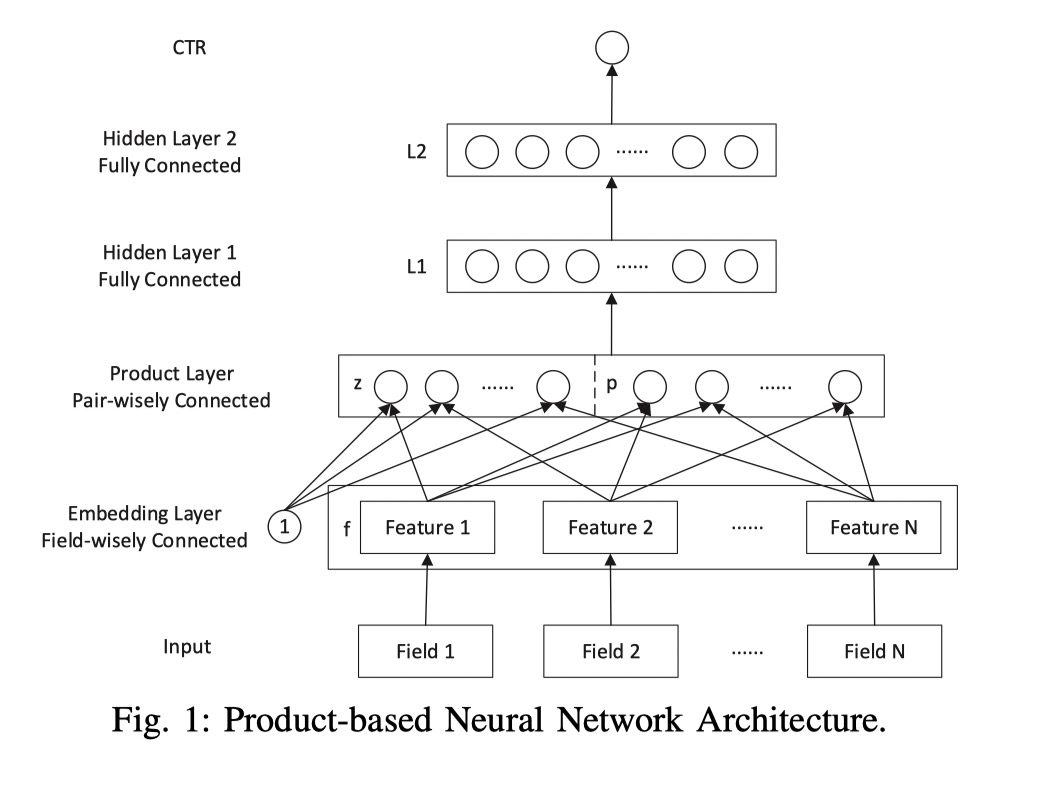 CTR
Hidden Layer 2
Fully Connected
L2
......
Hidden Layer 1
Fully Connected
L1
......
Product Layer
Pair-wisely Connected
z
......
p
......
Embedding Layer
Field-wisely Connected
1
f
Feature 1
Feature 2
......
Feature N
Input
Field 1
Field 2
......
Field N
Fig. 1: Product-based Neural Network Architecture.